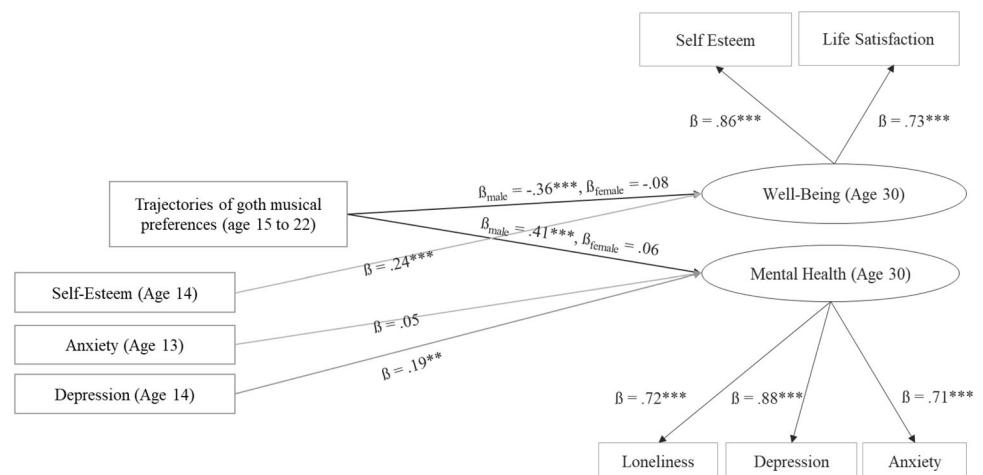 Self Esteem
Life Satisfaction
ß = .86***
ß = .73***
ßmale = -.36***, ßfemale = -.08
Well-Being (Age 30)
Trajectories of goth musical
preferences (age 15 to 22)
ßmale = .41***, ßfemale = .06
ß = .24***
Mental Health (Age 30)
Self-Esteem (Age 14)
ß = .05
Anxiety (Age 13)
ß = .19**
Depression (Age 14)
ß = .72***
ß = .88***
ß = .71***
Loneliness
Depression
Anxiety